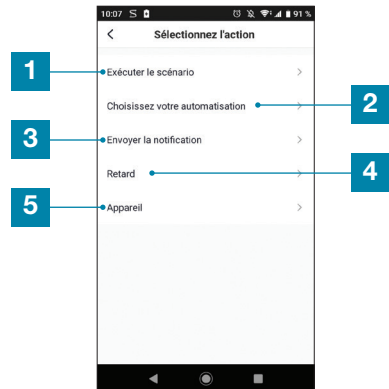 10:07 S 91 %
Sélectionnez l'action
1
Exécuter le scénario
Choisissez votre automatisation
2
3
Envoyer la notification
Retard
4
5
Appareil